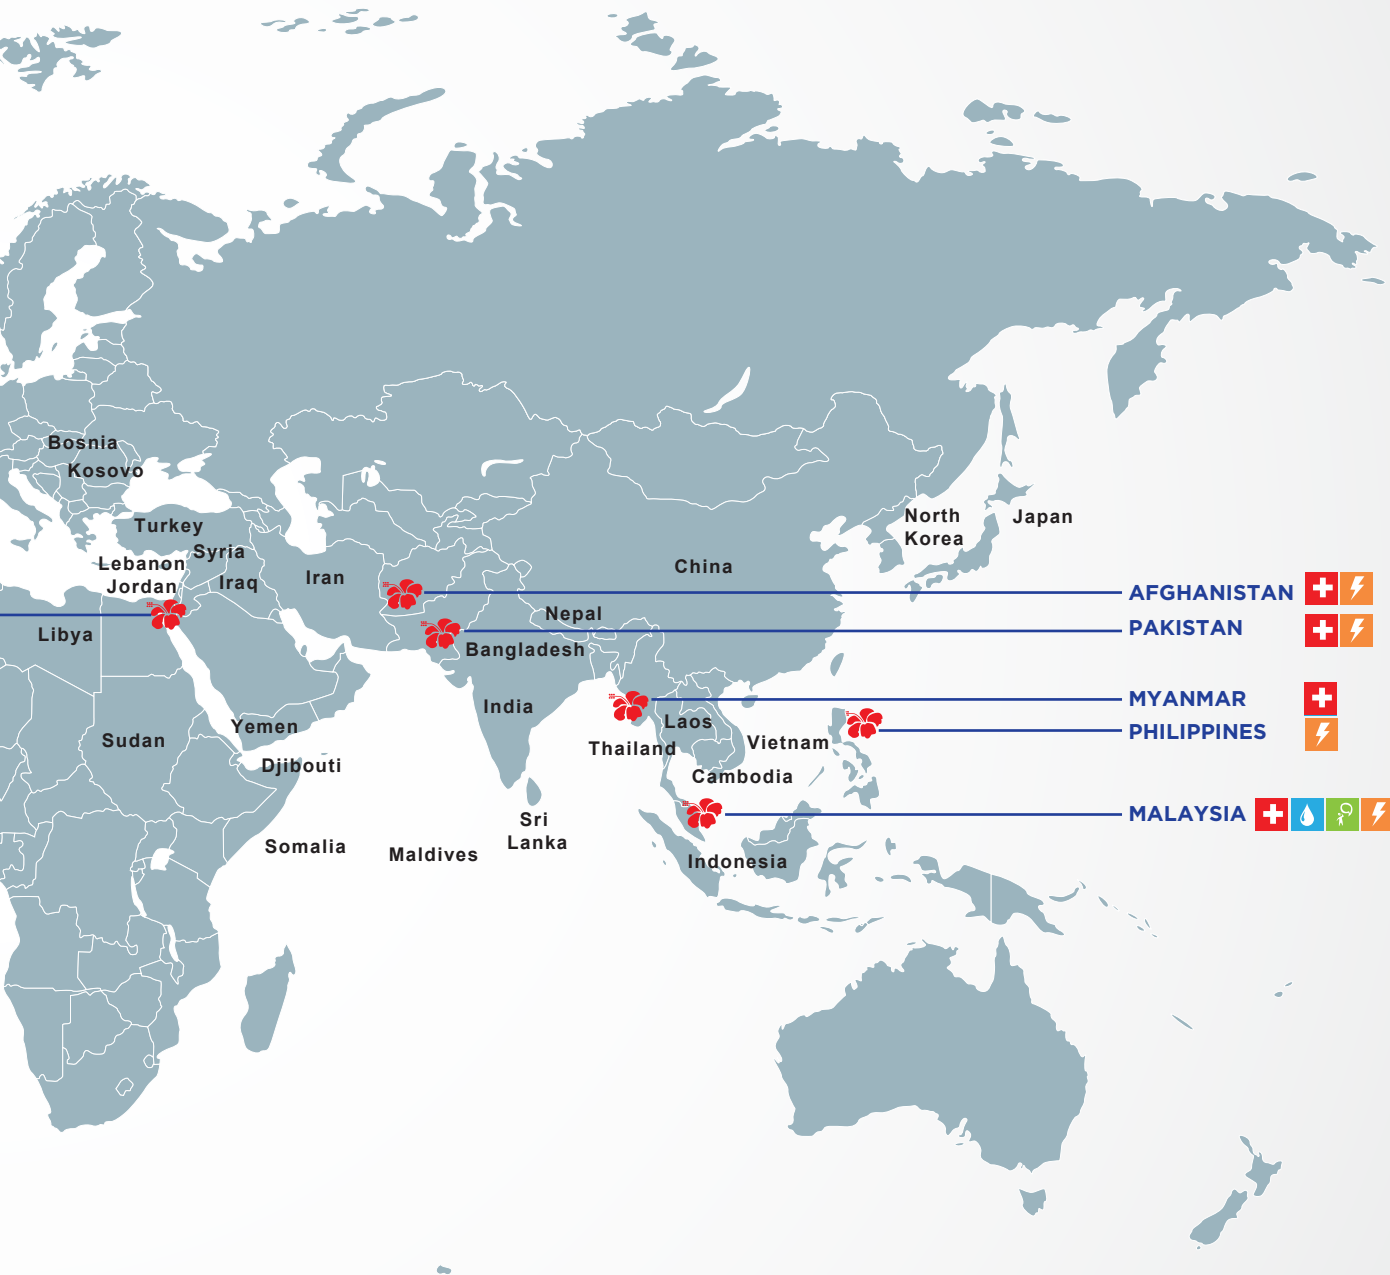 Bosnia
Kosovo
Turkey
Syria
Lebanon
Jordan
Iraq
Iran
Libya
China
North
Korea
Japan
AFGHANISTAN
Nepal
PAKISTAN
Bangladesh
India
MYANMAR
Laos
PHILIPPINES
Yemen
Sudan
Thailand
Vietnam
Djibouti
Cambodia
MALAYSIA
Sri
Lanka
Somalia
Maldives
Indonesia